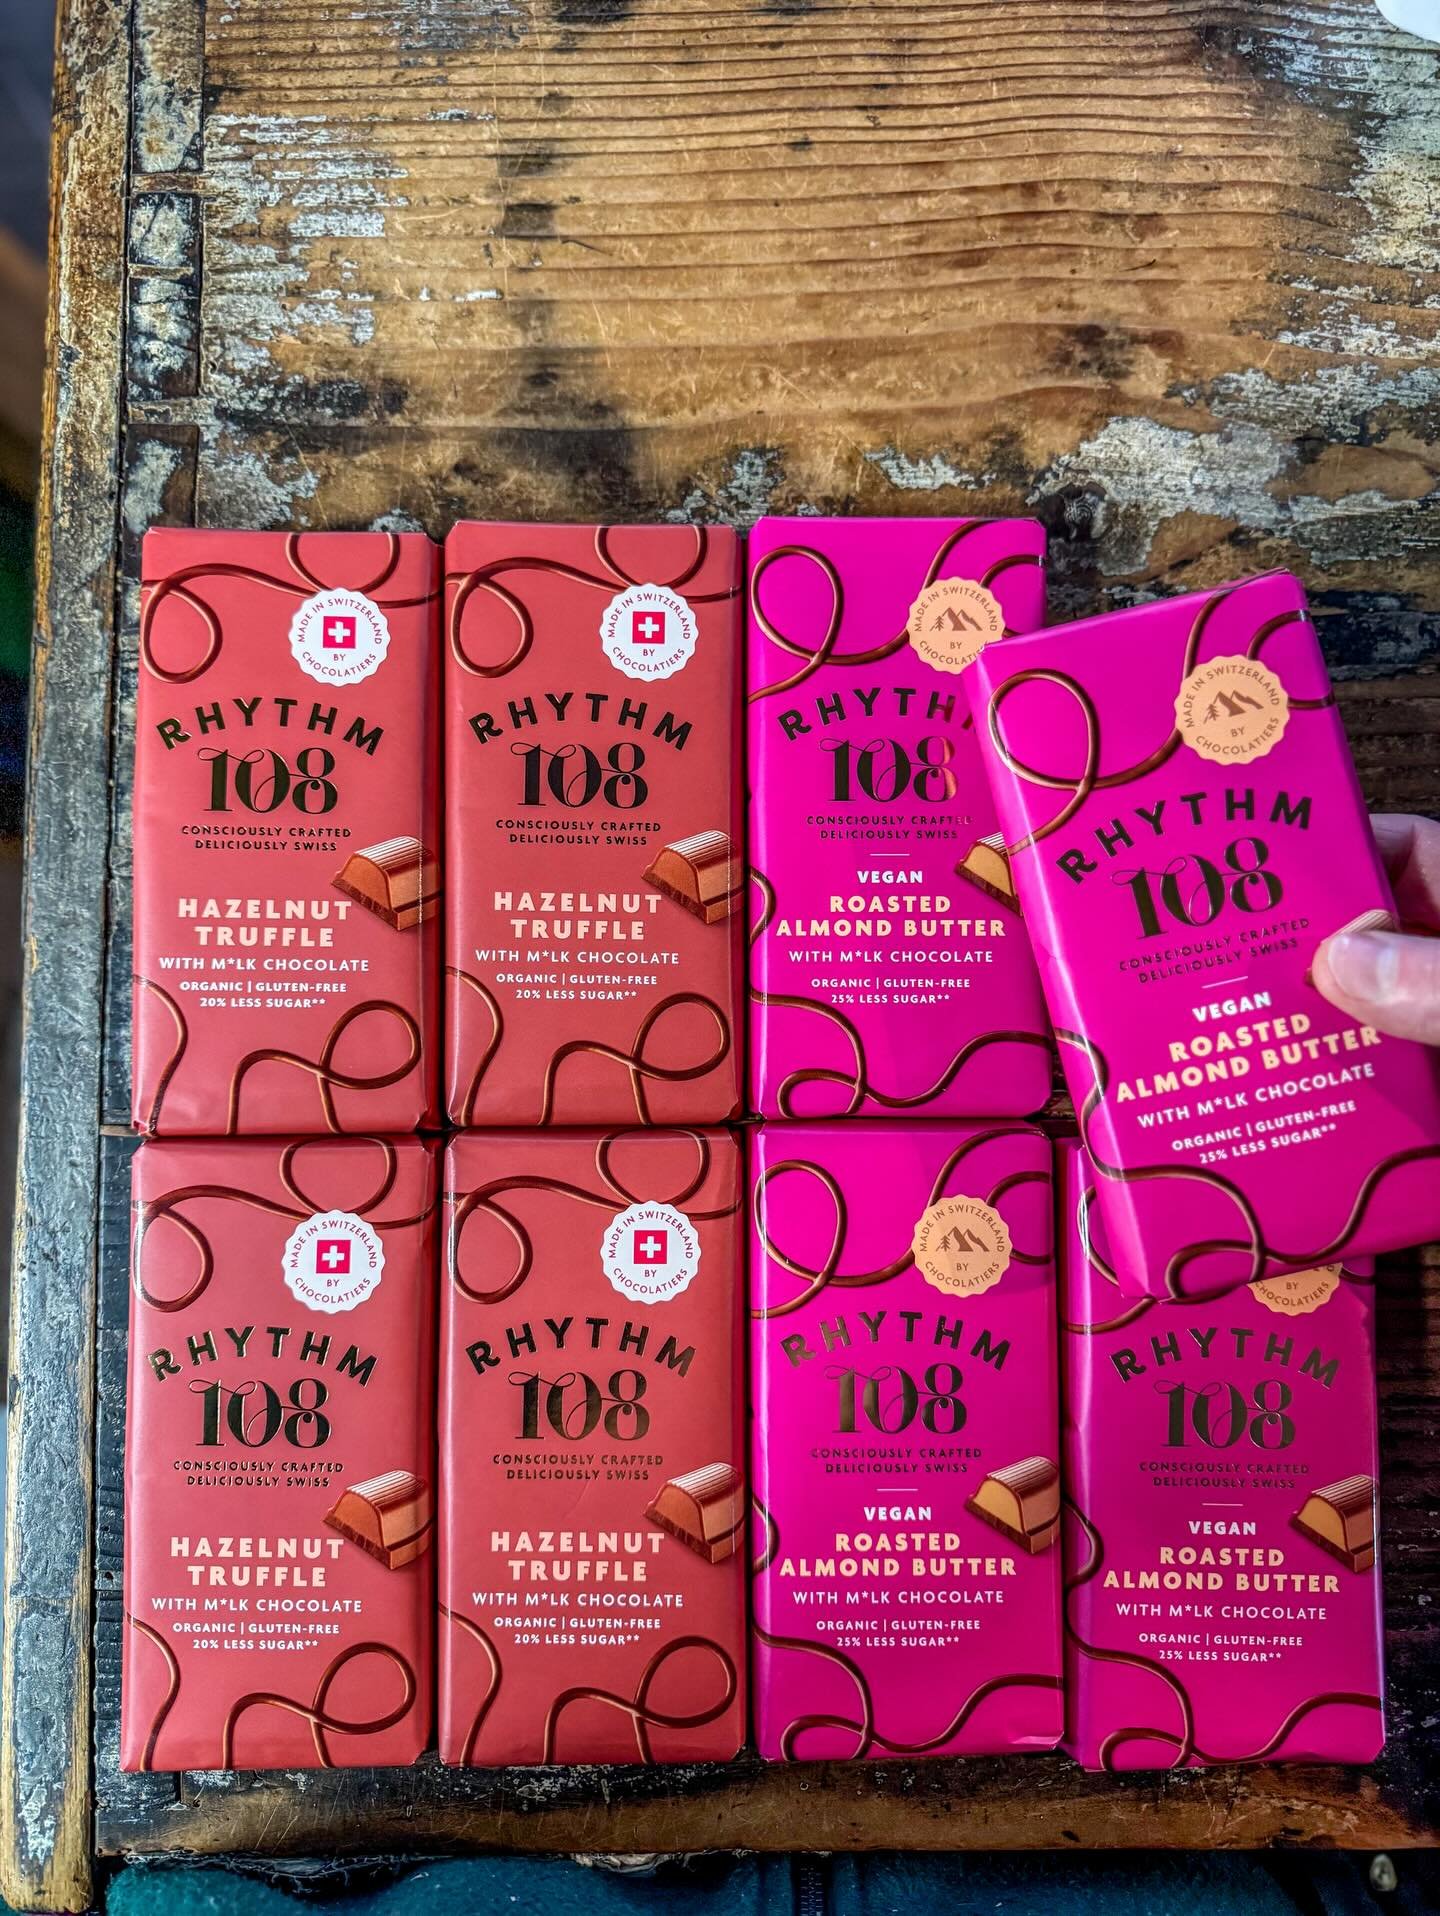 MADE IN SWITZERLAND
BY
CHOCOLATIERS
RHYTHM
108
CONSCIOUSLY CRAFTED
DELICIOUSLY SWISS
HAZELNUT
TRUFFLE
WITH M*LK CHOCOLATE
ORGANIC | GLUTEN-FREE
20% LESS SUGAR**
MADE IN SWITZERLAND
BY
CHOCOLATIERS
RHYTHM
108
CONSCIOUSLY CRAFTED
DELICIOUSLY SWISS
HAZELNUT
TRUFFLE
WITH M*LK CHOCOLATE
ORGANIC | GLUTEN-FREE
20% LESS SUGAR**
MADE IN SWITZERLAND
BY
CHOCOLATIERS
RHYTHM
108
CONSCIOUSLY CRAFTED
DELICIOUSLY SWISS
VEGAN
ROASTED
ALMOND BUTTER
WITH M*LK CHOCOLATE
ORGANIC | GLUTEN-FREE
25% LESS SUGAR**
MADE IN SWITZERLAND
BY
CHOCOLATIERS
RHYTHM
108
CONSCIOUSLY CRAFTED
DELICIOUSLY SWISS
VEGAN
ROASTED
ALMOND BUTTER
WITH M*LK CHOCOLATE
ORGANIC | GLUTEN-FREE
25% LESS SUGAR**
MADE IN SWITZERLAND
BY
CHOCOLATIERS
RHYTHM
108
CONSCIOUSLY CRAFTED
DELICIOUSLY SWISS
HAZELNUT
TRUFFLE
WITH M*LK CHOCOLATE
ORGANIC | GLUTEN-FREE
20% LESS SUGAR**
MADE IN SWITZERLAND
BY
CHOCOLATIERS
RHYTHM
108
CONSCIOUSLY CRAFTED
DELICIOUSLY SWISS
HAZELNUT
TRUFFLE
WITH M*LK CHOCOLATE
ORGANIC | GLUTEN-FREE
20% LESS SUGAR**
MADE IN SWITZERLAND
BY
CHOCOLATIERS
RHYTHM
108
CONSCIOUSLY CRAFTED
DELICIOUSLY SWISS
VEGAN
ROASTED
ALMOND BUTTER
WITH M*LK CHOCOLATE
ORGANIC | GLUTEN-FREE
25% LESS SUGAR**
BY
CHOCOLATIERS
RHYTHM
108
CONSCIOUSLY CRAFTED
DELICIOUSLY SWISS
VEGAN
ROASTED
ALMOND BUTTER
WITH M*LK CHOCOLATE
ORGANIC | GLUTEN-FREE
25% LESS SUGAR**